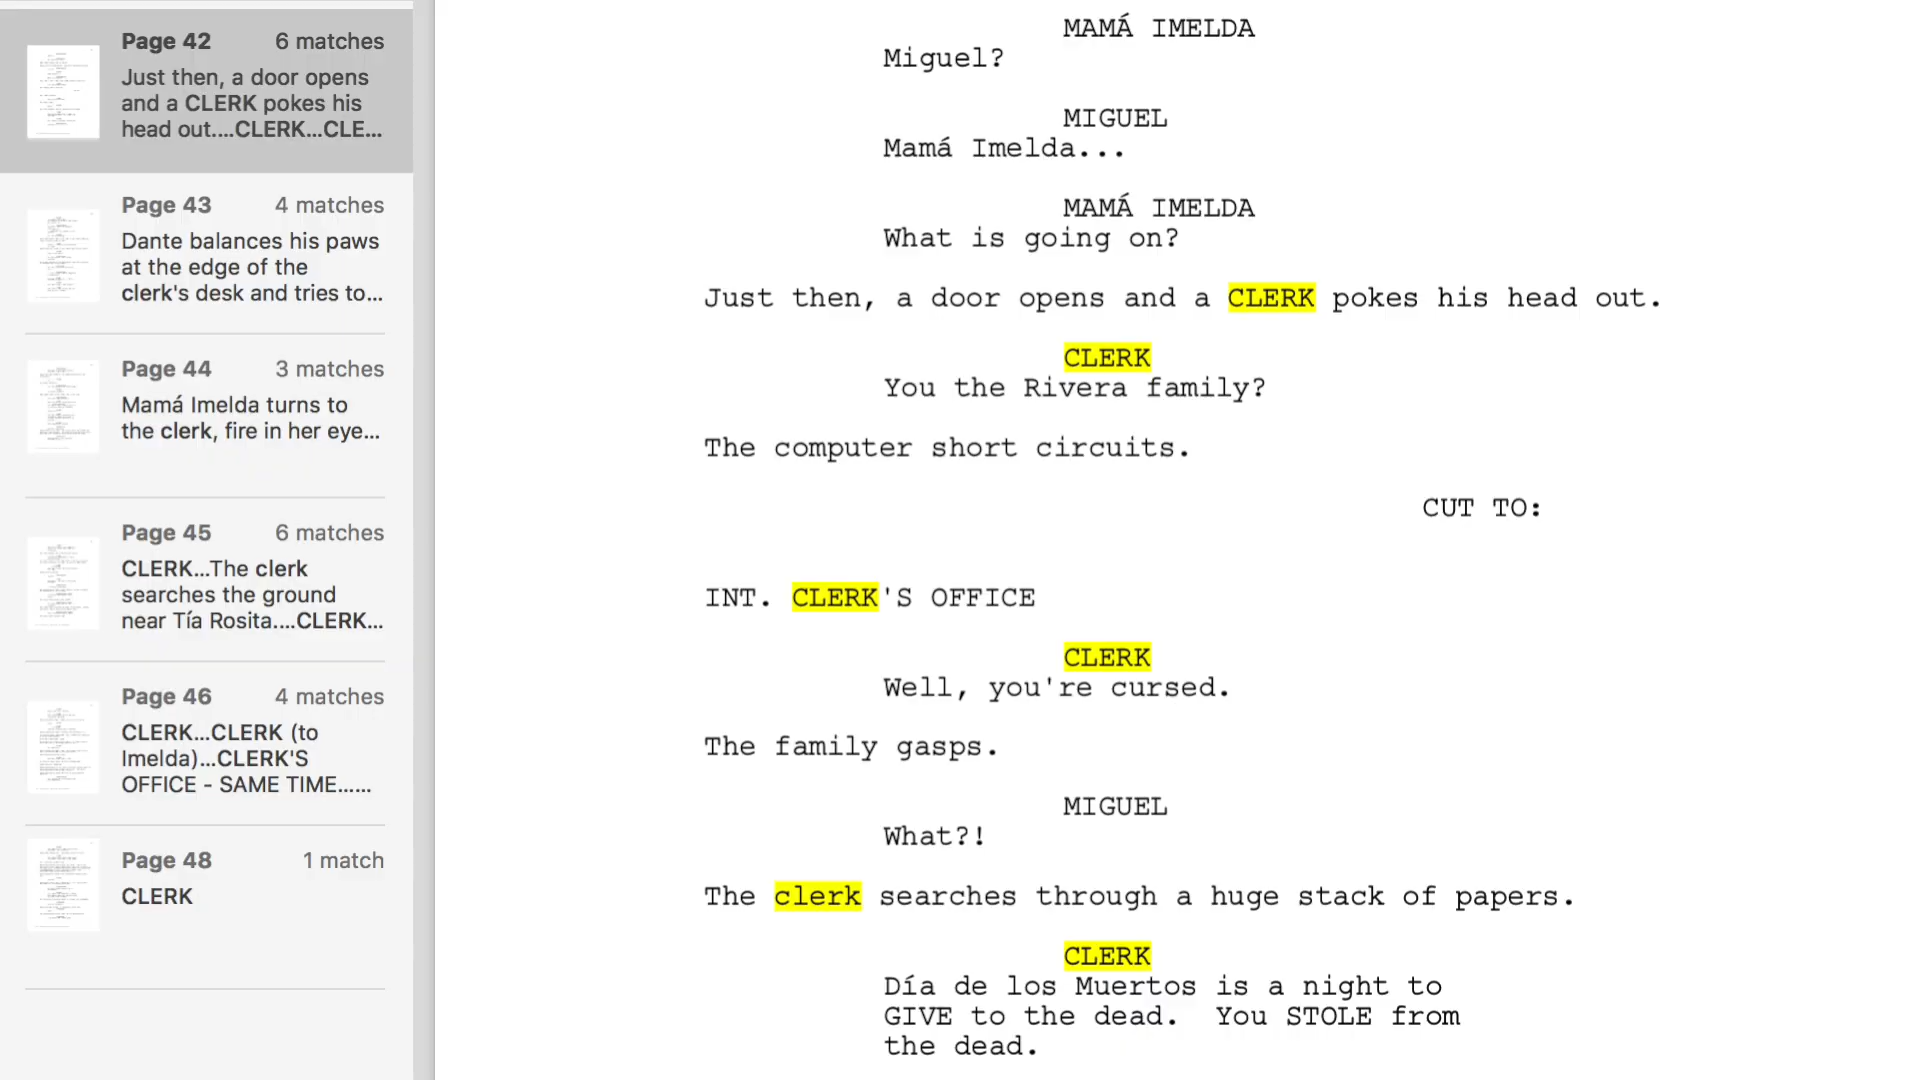 Page 42 6 matches
Just then, a door opens
and a CLERK pokes his
head out....CLERK...CLE...
Page 43 4 matches
Dante balances his paws
at the edge of the
clerk's desk and tries to...
Page 44 3 matches
Mamá Imelda turns to
the clerk, fire in her eye...
Page 45 6 matches
CLERK...The clerk
searches the ground
near Tía Rosita....CLERK...
Page 46 4 matches
CLERK...CLERK (to
Imelda)...CLERK'S
OFFICE - SAME TIME......
Page 48 1 match
CLERK
MAMÁ IMELDA
Miguel?
MIGUEL
Mamá Imelda...
MAMÁ IMELDA
What is going on?
Just then, a door opens and a CLERK pokes his head out.
CLERK
You the Rivera family?
The computer short circuits.
CUT TO:
INT. CLERK'S OFFICE
CLERK
Well, you're cursed.
The family gasps.
MIGUEL
What?!
The clerk searches through a huge stack of papers.
CLERK
Día de los Muertos is a night to
GIVE to the dead. You STOLE from
the dead.